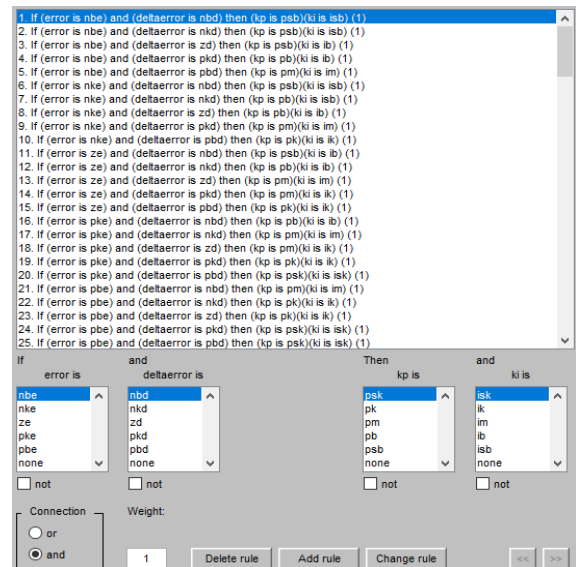 1. If (error is nbe) and (deltaerror is nbd) then (kp is psb)(ki is isb) (1)
2. If (error is nbe) and (deltaerror is nkd) then (kp is psb)(ki is isb) (1)
3. If (error is nbe) and (deltaerror is zd) then (kp is psb)(ki is ib) (1)
4. If (error is nbe) and (deltaerror is pkd) then (kp is pb)(ki is ib) (1)
5. If (error is nbe) and (deltaerror is pbd) then (kp is pm)(ki is im) (1)
6. If (error is nke) and (deltaerror is nbd) then (kp is psb)(ki is isb) (1)
7. If (error is nke) and (deltaerror is nkd) then (kp is pb)(ki is isb) (1)
8. If (error is nke) and (deltaerror is zd) then (kp is pb)(ki is ib) (1)
9. If (error is nke) and (deltaerror is pkd) then (kp is pm)(ki is im) (1)
10. If (error is nke) and (deltaerror is pbd) then (kp is pk)(ki is ik) (1)
11. If (error is ze) and (deltaerror is nbd) then (kp is psb)(ki is ib) (1)
12. If (error is ze) and (deltaerror is nkd) then (kp is pb)(ki is ib) (1)
13. If (error is ze) and (deltaerror is zd) then (kp is pm)(ki is im) (1)
14. If (error is ze) and (deltaerror is pkd) then (kp is pm)(ki is ik) (1)
15. If (error is ze) and (deltaerror is pbd) then (kp is pk)(ki is ik) (1)
16. If (error is pke) and (deltaerror is nbd) then (kp is pb)(ki is ib) (1)
17. If (error is pke) and (deltaerror is nkd) then (kp is pm)(ki is im) (1)
18. If (error is pke) and (deltaerror is zd) then (kp is pm)(ki is ik) (1)
19. If (error is pke) and (deltaerror is pkd) then (kp is pk)(ki is ik) (1)
20. If (error is pke) and (deltaerror is pbd) then (kp is psk)(ki is isk) (1)
21. If (error is pbe) and (deltaerror is nbd) then (kp is pm)(ki is im) (1)
22. If (error is pbe) and (deltaerror is nkd) then (kp is pk)(ki is ik) (1)
23. If (error is pbe) and (deltaerror is zd) then (kp is pk)(ki is ik) (1)
24. If (error is pbe) and (deltaerror is pkd) then (kp is psk)(ki is isk) (1)
25. If (error is pbe) and (deltaerror is pbd) then (kp is psk)(ki is isk) (1)
If and Then and
error is deltaerror is kp is ki is
nbe nbd psk isk
nke nkd pk ik
ze zd pm im
pke pkd pb ib
pbe pbd psb isb
none none none none
not not not not
Connection Weight:
or
and 1 Delete rule Add rule Change rule << >>